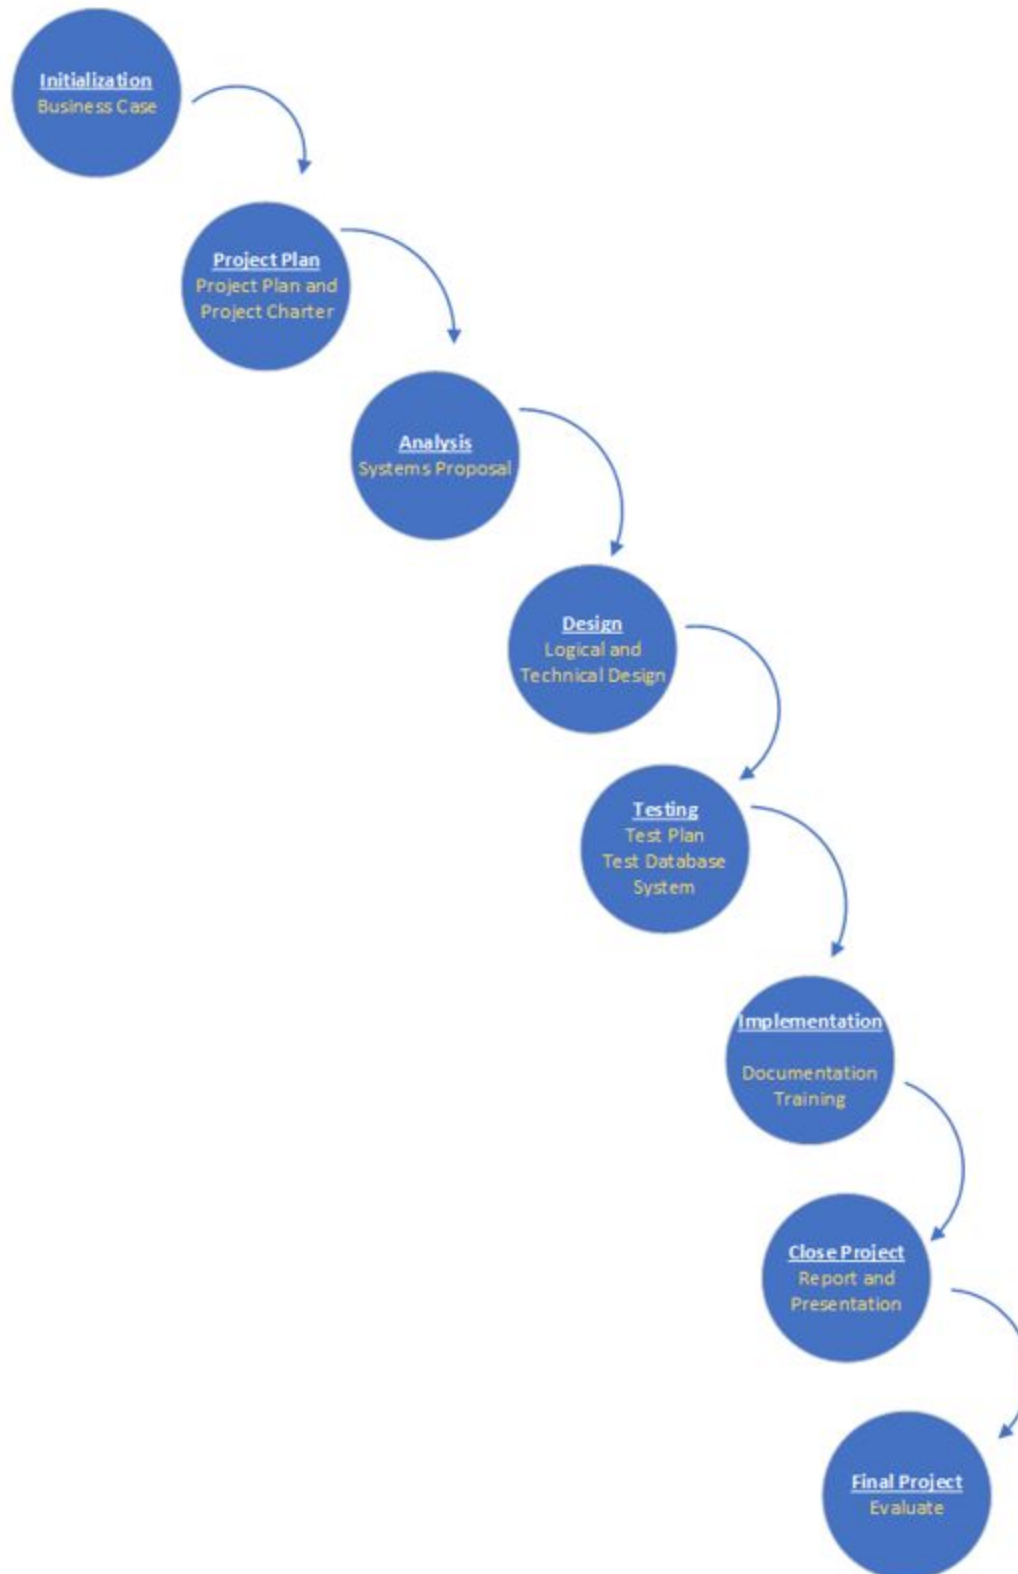 Initialization
Business Case
Project Plan
Project Plan and
Project Charter
Analysis
Systems Proposal
Design
Logical and
Technical Design
Testing
Test Plan
Test Database
System
Implementation
Documentation
Training
Close Project
Report and
Presentation
Final Project
Evaluate